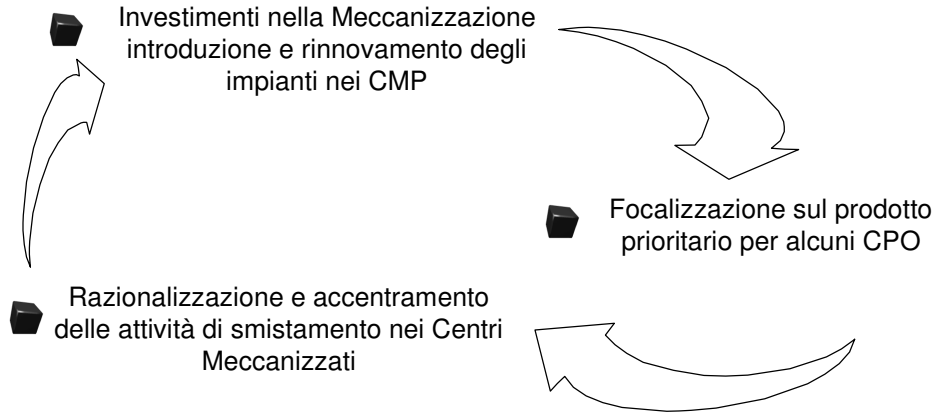 Investimenti nella Meccanizzazione
introduzione e rinnovamento degli
impianti nei CMP
Focalizzazione sul prodotto
prioritario per alcuni CPO
Razionalizzazione e accentramento
delle attività di smistamento nei Centri
Meccanizzati